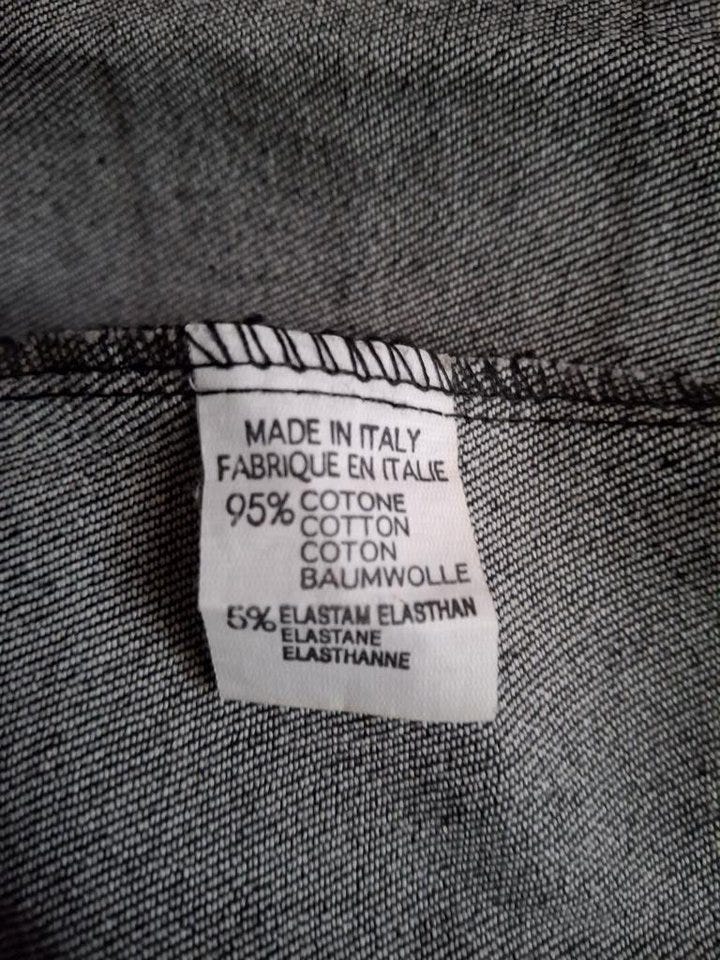 MADE IN ITALY
FABRIQUE EN ITALIE
95% COTONE
COTTON
COTON
BAUMWOLLE
5% ELASTAM ELASTHAN
ELASTANE
ELASTHANNE